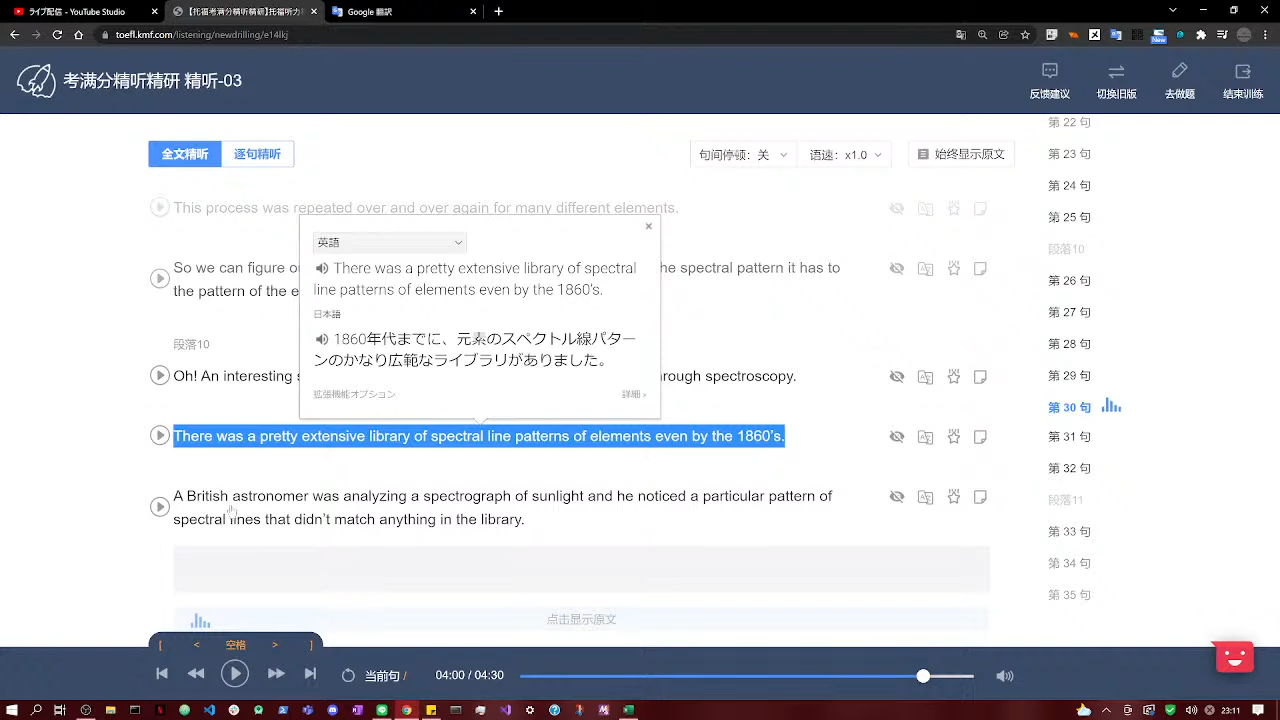 ライブ配信 - YouTube Studio
【托福考满分精听精研】托福听力
Google 翻訳
toefl.kmf.com/listening/newdrilling/e14lkj
New
考满分精听精研 精听-03
反馈建议
切换旧版
去做题
结束训练
全文精听
逐句精听
句间停顿：关
语速：x1.0
始终显示原文
This process was repeated over and over again for many different elements.
So we can figure o
he spectral pattern it has to
the pattern of the e
段落10
Oh! An interesting s
rough spectroscopy.
There was a pretty extensive library of spectral line patterns of elements even by the 1860’s.
A British astronomer was analyzing a spectrograph of sunlight and he noticed a particular pattern of
spectral lines that didn’t match anything in the library.
点击显示原文
英語
There was a pretty extensive library of spectral
line patterns of elements even by the 1860’s.
日本語
1860年代までに、元素のスペクトル線パター
ンのかなり広範なライブラリがありました。
拡張機能オプション
詳細 »
第 22 句
第 23 句
第 24 句
第 25 句
段落10
第 26 句
第 27 句
第 28 句
第 29 句
第 30 句
第 31 句
第 32 句
段落11
第 33 句
第 34 句
第 35 句
[ < 空格 > ]
当前句 /
04:00 / 04:30
23:11